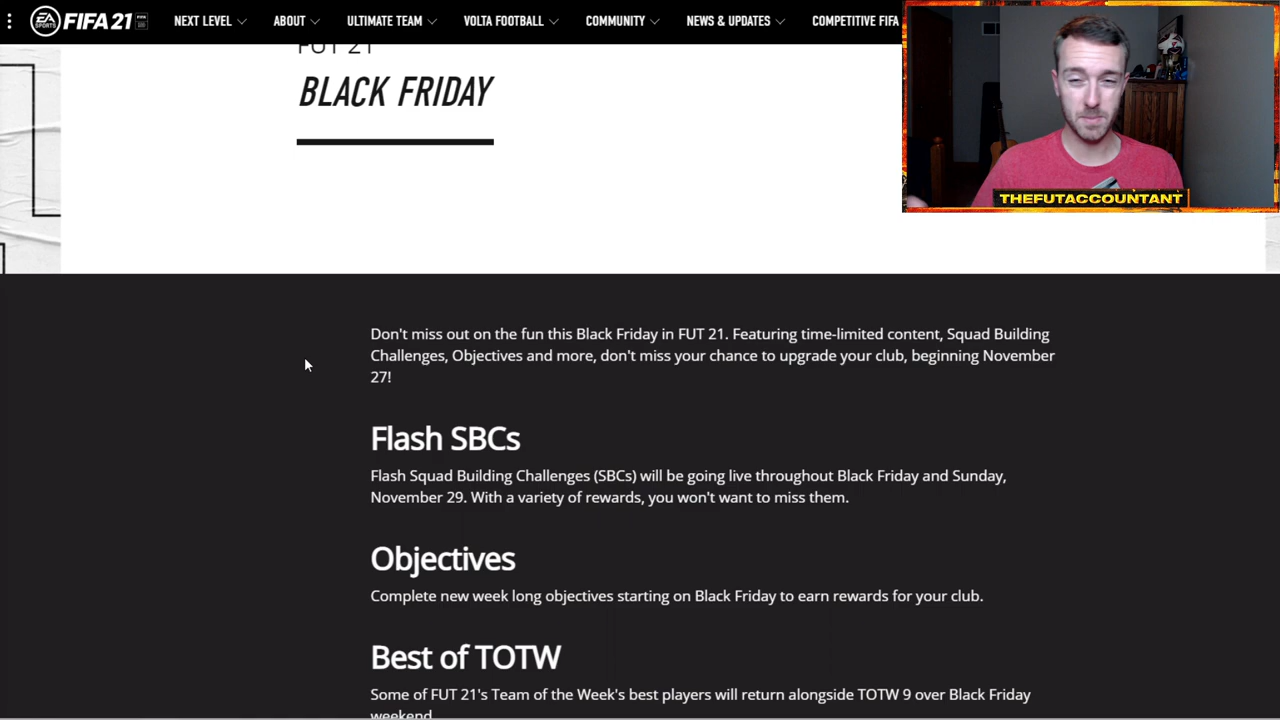 EA SPORTS FIFA 21
NEXT LEVEL
ABOUT
ULTIMATE TEAM
VOLTA FOOTBALL
COMMUNITY
NEWS & UPDATES
COMPETITIVE FIFA
FUT 21
BLACK FRIDAY
THEFUTACCOUNTANT
Don't miss out on the fun this Black Friday in FUT 21. Featuring time-limited content, Squad Building
Challenges, Objectives and more, don't miss your chance to upgrade your club, beginning November
27!
Flash SBCs
Flash Squad Building Challenges (SBCs) will be going live throughout Black Friday and Sunday,
November 29. With a variety of rewards, you won't want to miss them.
Objectives
Complete new week long objectives starting on Black Friday to earn rewards for your club.
Best of TOTW
Some of FUT 21's Team of the Week's best players will return alongside TOTW 9 over Black Friday
weekend